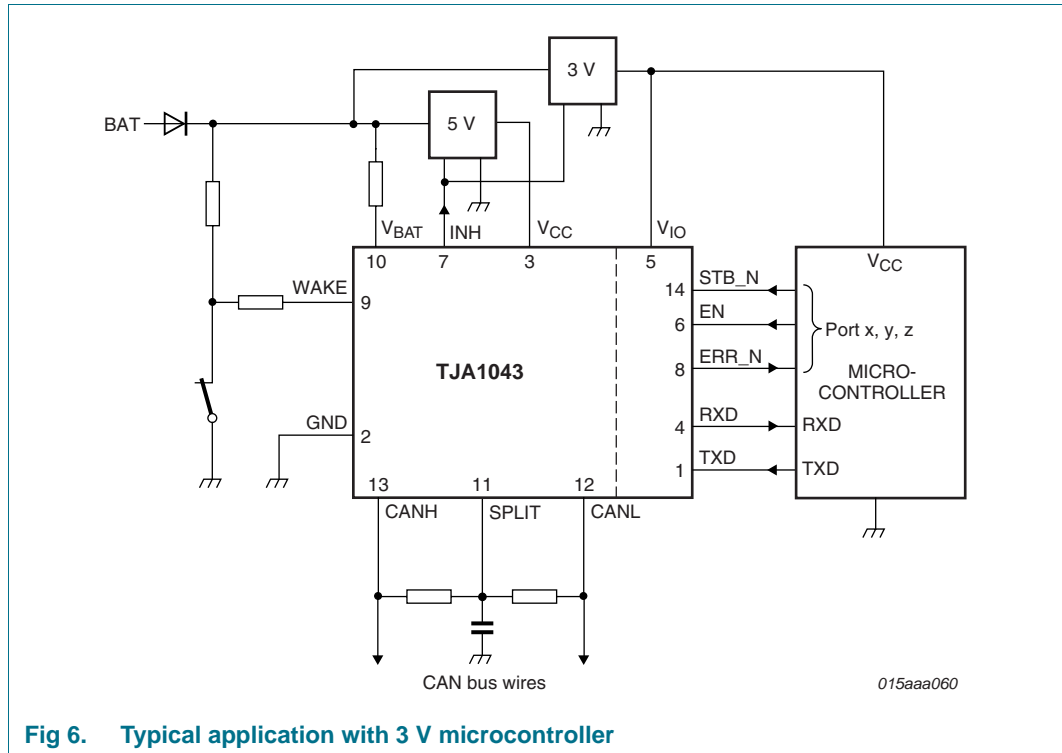 3 V
BAT
5 V
VBAT
INH
VCC
VIO
VCC
10
7
3
5
WAKE
9
14
STB_N
6
EN
Port x, y, z
8
ERR_N
TJA1043
MICRO-
CONTROLLER
GND
2
4
RXD
RXD
1
TXD
TXD
13
11
12
CANH
SPLIT
CANL
CAN bus wires
015aaa060
Fig 6. Typical application with 3 V microcontroller